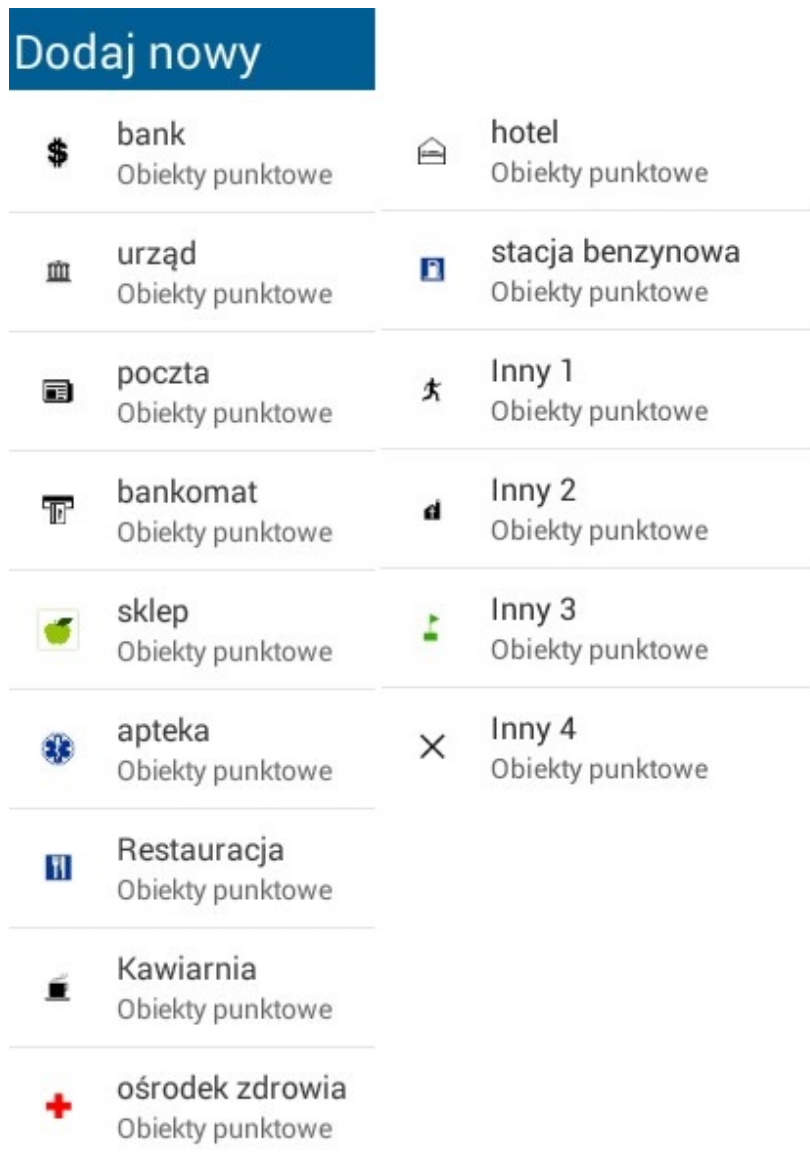 Dodaj nowy
bank
Obiekty punktowe
urząd
Obiekty punktowe
poczta
Obiekty punktowe
bankomat
Obiekty punktowe
sklep
Obiekty punktowe
apteka
Obiekty punktowe
Restauracja
Obiekty punktowe
Kawiarnia
Obiekty punktowe
ośrodek zdrowia
Obiekty punktowe
hotel
Obiekty punktowe
stacja benzynowa
Obiekty punktowe
Inny 1
Obiekty punktowe
Inny 2
Obiekty punktowe
Inny 3
Obiekty punktowe
Inny 4
Obiekty punktowe